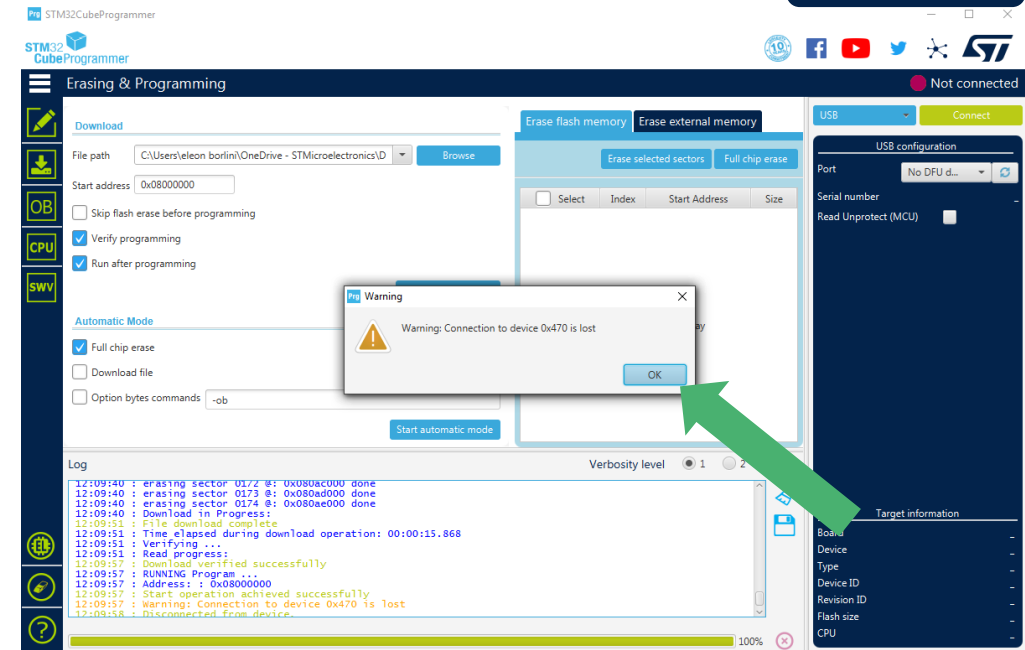 Prg STM32CubeProgrammer
STM32
CubeProgrammer
10
Erasing & Programming
Not connected
Download
File path C:\Users\eleon borlini\OneDrive - STMicroelectronics\D Browse
Start address 0x08000000
Skip flash erase before programming
Verify programming
Run after programming
Automatic Mode
Full chip erase
Download file
Option bytes commands -ob
Start automatic mode
OB
CPU
SWV
Erase flash memory Erase external memory
Erase selected sectors Full chip erase
Select Index Start Address Size
ay
Prg Warning
Warning: Connection to device 0x470 is lost
OK
USB Connect
USB configuration
Port No DFU d...
Serial number -
Read Unprotect (MCU)
Log Verbosity level 1 2
12:09:40 : erasing sector 0172 @: 0x080ac000 done
12:09:40 : erasing sector 0173 @: 0x080ad000 done
12:09:40 : erasing sector 0174 @: 0x080ae000 done
12:09:40 : Download in Progress:
12:09:51 : File download complete
12:09:51 : Time elapsed during download operation: 00:00:15.868
12:09:51 : Verifying ...
12:09:51 : Read progress:
12:09:57 : Download verified successfully
12:09:57 : RUNNING Program ...
12:09:57 : Address: : 0x08000000
12:09:57 : Start operation achieved successfully
12:09:57 : Warning: Connection to device 0x470 is lost
12:09:58 : Disconnected from device.
100%
Target information
Board -
Device -
Type -
Device ID -
Revision ID -
Flash size -
CPU -